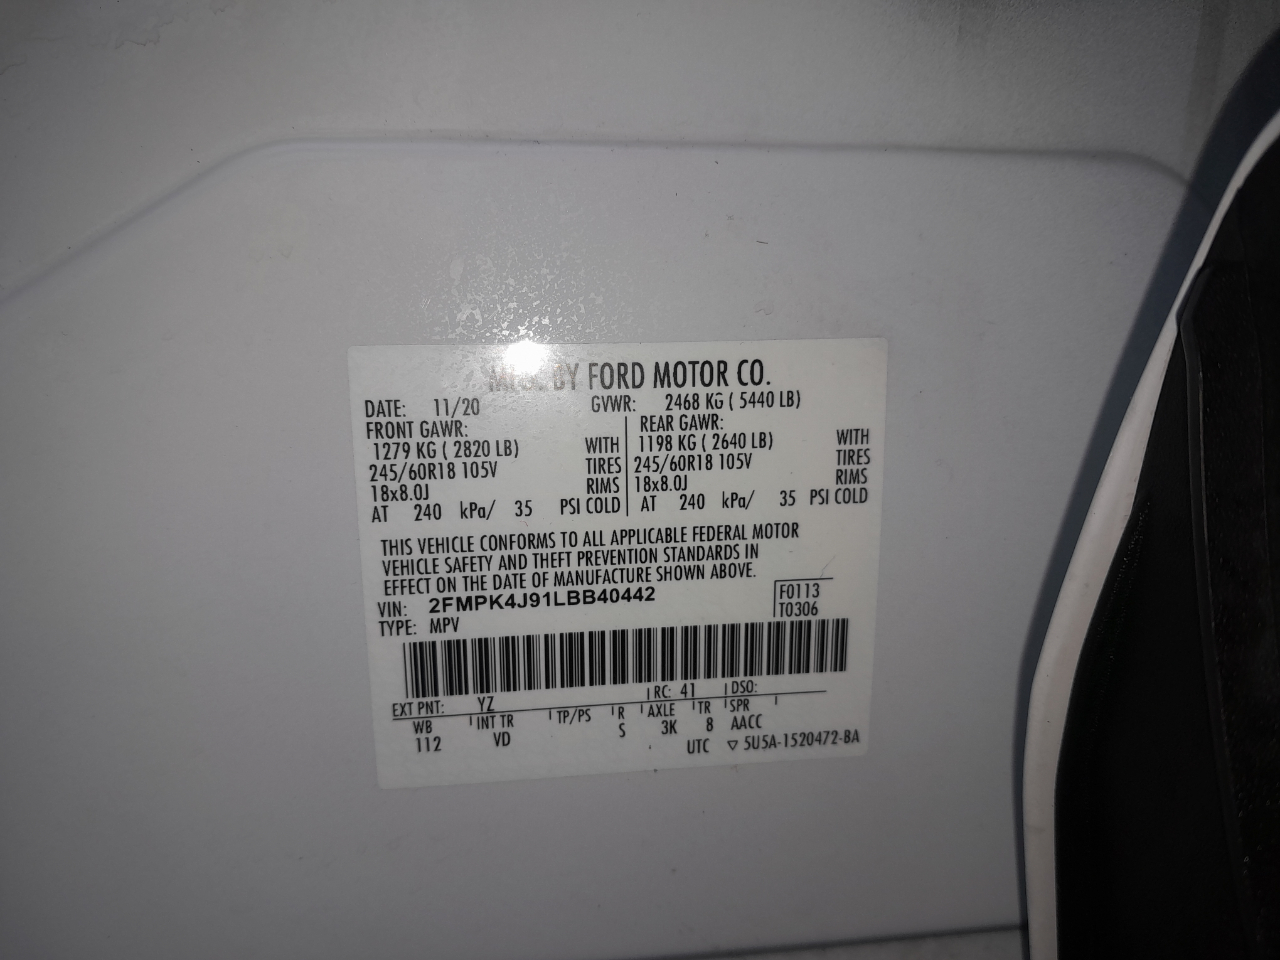 MFD. BY FORD MOTOR CO.
DATE: 11/20 GVWR: 2468 KG ( 5440 LB)
FRONT GAWR: REAR GAWR:
1279 KG ( 2820 LB) WITH 1198 KG ( 2640 LB) WITH
245/60R18 105V TIRES 245/60R18 105V TIRES
18x8.0J RIMS 18x8.0J RIMS
AT 240 kPa/ 35 PSI COLD AT 240 kPa/ 35 PSI COLD
THIS VEHICLE CONFORMS TO ALL APPLICABLE FEDERAL MOTOR
VEHICLE SAFETY AND THEFT PREVENTION STANDARDS IN
EFFECT ON THE DATE OF MANUFACTURE SHOWN ABOVE.
VIN: 2FMPK4J91LBB40442 F0113
TYPE: MPV T0306
EXT PNT: YZ RC: 41 DSO:
WB INT TR TP/PS R AXLE TR SPR
112 VD S 3K 8 AACC
UTC ▽ 5U5A-1520472-BA